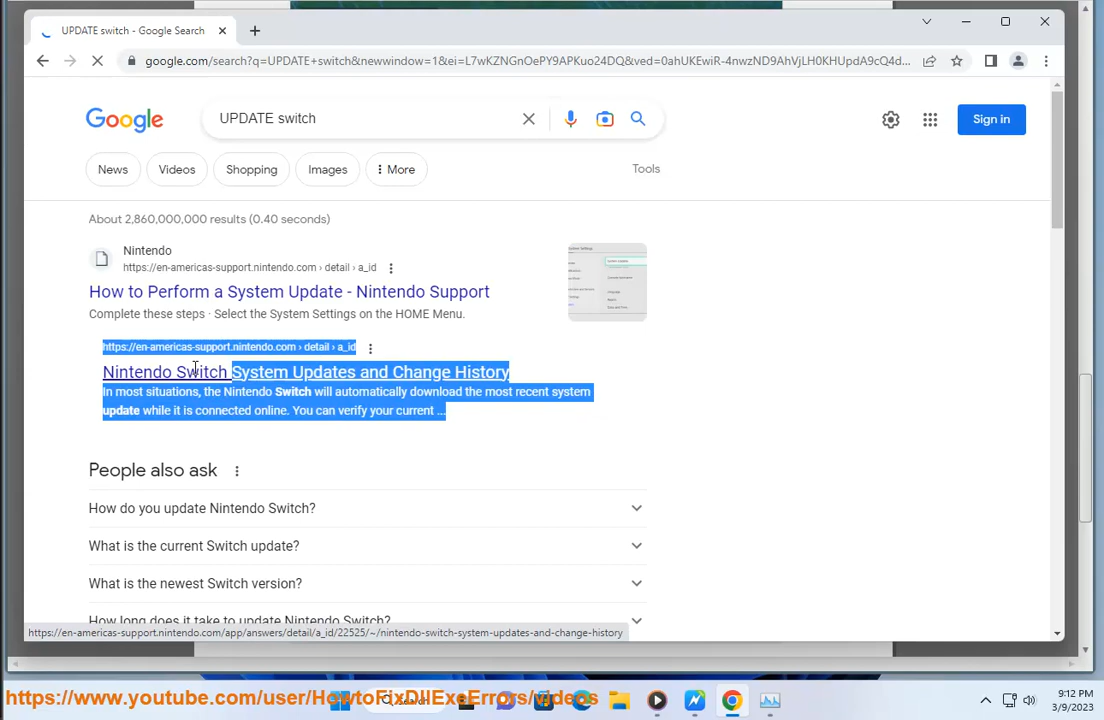 UPDATE switch - Google Search
google.com/search?q=UPDATE+switch&newwindow=1&ei=L7wKZNGnOePY9APKuo24DQ&ved=0ahUKEwiR-4nwzND9AhVjLH0KHUpdA9cQ4d...
Google
UPDATE switch
Sign in
News
Videos
Shopping
Images
More
Tools
About 2,860,000,000 results (0.40 seconds)
Nintendo
https://en-americas-support.nintendo.com › detail › a_id
How to Perform a System Update - Nintendo Support
Complete these steps · Select the System Settings on the HOME Menu.
https://en-americas-support.nintendo.com › detail › a_id
Nintendo Switch System Updates and Change History
In most situations, the Nintendo Switch will automatically download the most recent system
update while it is connected online. You can verify your current ...
People also ask
How do you update Nintendo Switch?
What is the current Switch update?
What is the newest Switch version?
How long does it take to update Nintendo Switch?
https://en-americas-support.nintendo.com/app/answers/detail/a_id/22525/~/nintendo-switch-system-updates-and-change-history
https://www.youtube.com/user/HowtoFixDllExeErrors/videos
Search
9:12 PM
3/9/2023